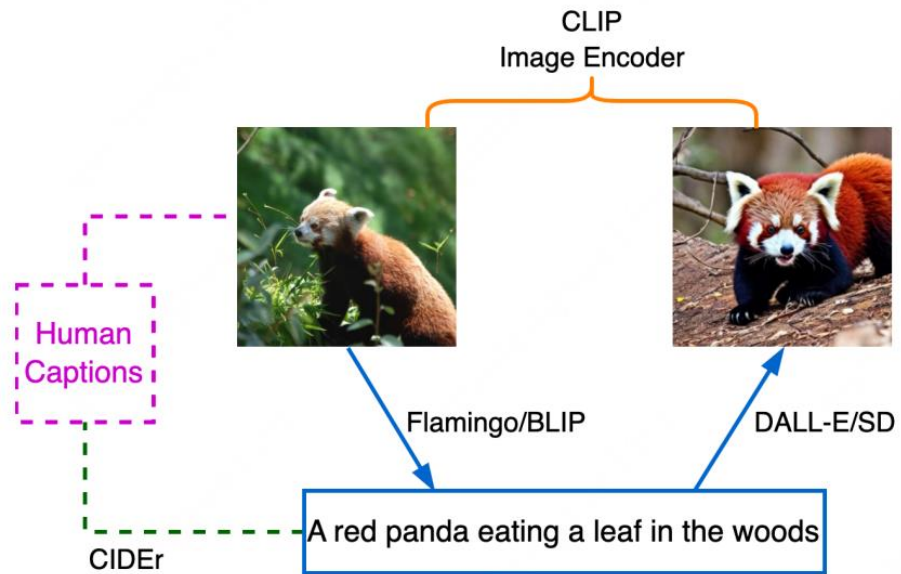 CLIP
Image Encoder
Human
Captions
Flamingo/BLIP
DALL-E/SD
A red panda eating a leaf in the woods
CIDEr